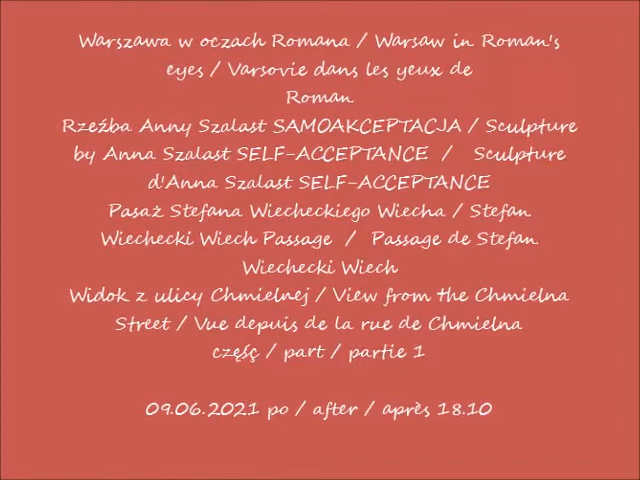 Warszawa w oczach Romana / Warsaw in Roman's
eyes / Varsovie dans les yeux de
Roman
Rzeźba Anny Szalast SAMOAKCEPTACJA / Sculpture
by Anna Szalast SELF-ACCEPTANCE / Sculpture
d'Anna Szalast SELF-ACCEPTANCE
Pasaż Stefana Wiecheckiego Wiecha / Stefan
Wiechecki Wiech Passage / Passage de Stefan
Wiechecki Wiech
Widok z ulicy Chmielnej / View from the Chmielna
Street / Vue depuis de la rue de Chmielna
częśç / part / partie 1
09.06.2021 po / after / après 18.10